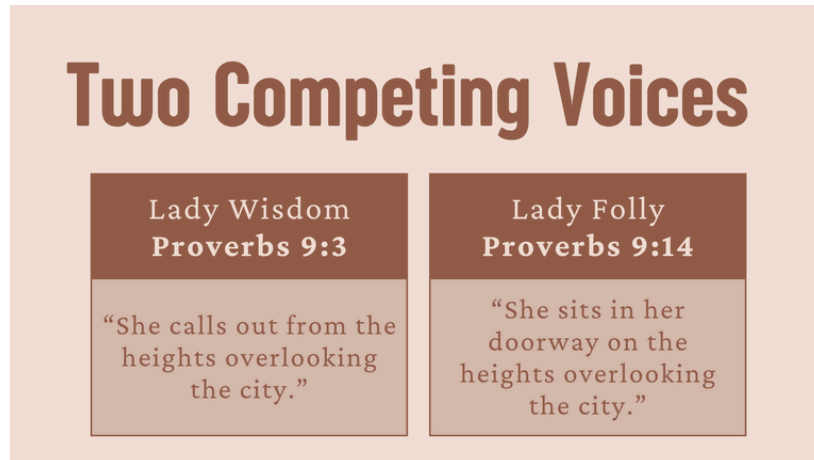 Two Competing Voices
Lady Wisdom
Proverbs 9:3
“She calls out from the
heights overlooking
the city.”
Lady Folly
Proverbs 9:14
“She sits in her
doorway on the
heights overlooking
the city.”